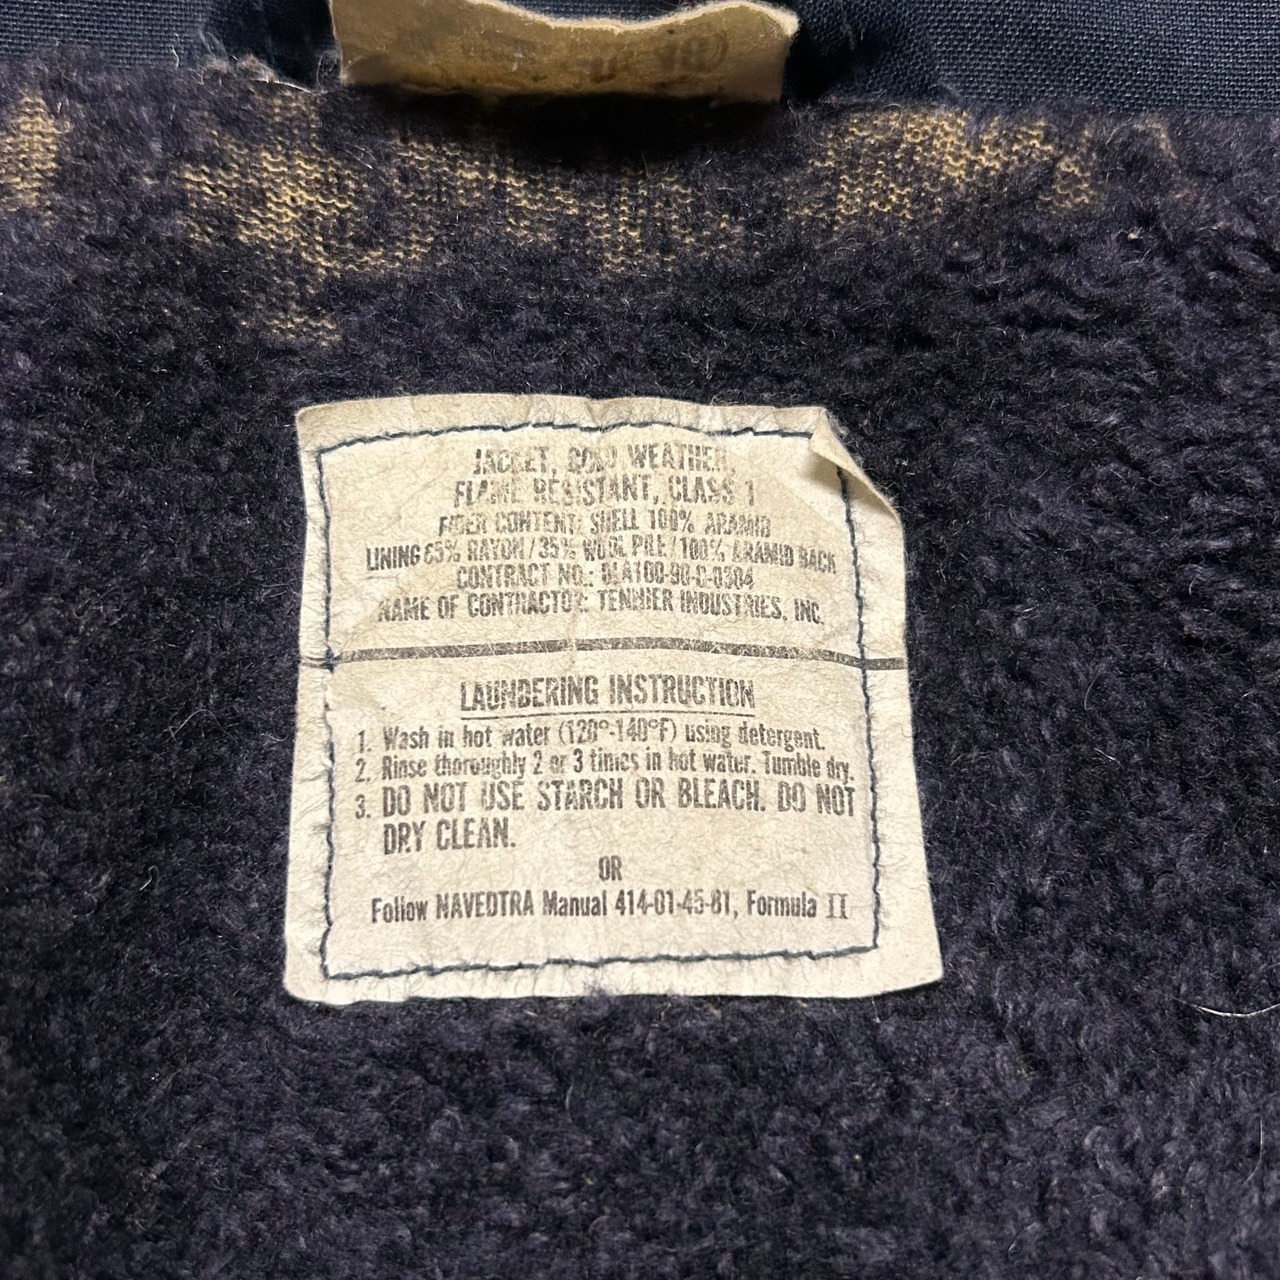 JACKET, COLD WEATHER,
FLAME RESISTANT, CLASS 1
FIBER CONTENT: SHELL 100% ARAMID
LINING 65% RAYON / 35% WOOL PILE / 100% ARAMID BACK
CONTRACT NO.: DLA100-90-C-0304
NAME OF CONTRACTOR: TENNIER INDUSTRIES, INC.
LAUNDERING INSTRUCTION
1. Wash in hot water (120°-140°F) using detergent.
2. Rinse thoroughly 2 or 3 times in hot water. Tumble dry.
3. DO NOT USE STARCH OR BLEACH. DO NOT
DRY CLEAN.
OR
Follow NAVEDTRA Manual 414-01-45-81, Formula II